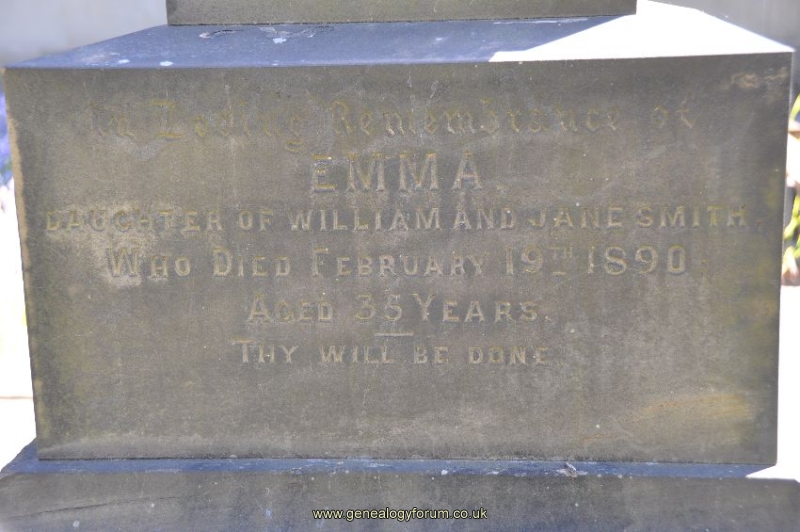 In Loving Remembrance of
EMMA,
DAUGHTER OF WILLIAM AND JANE SMITH,
WHO DIED FEBRUARY 19TH 1890
AGED 35 YEARS.
THY WILL BE DONE
www.genealogyforum.co.uk